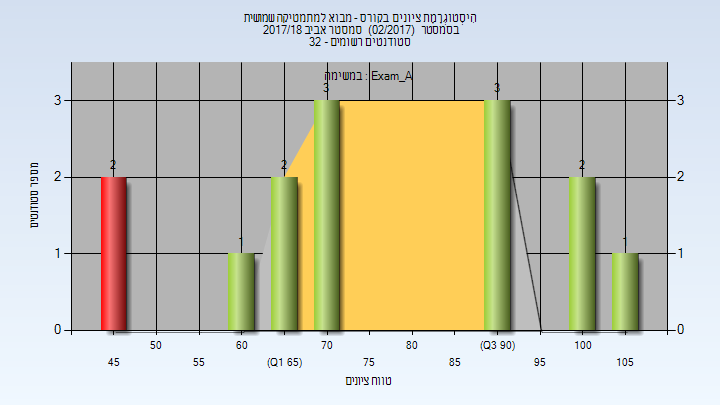 היסטוגרמת ציונים בקורס - מבוא למתמטיקה שמושית
בסמסטר (02/2017) סמסטר אביב 2017/18
סטודנטים רשומים - 32
במשימה : Exam_A
מספר סטודנטים
3 3
2 2
1 1
0 0
2 1 2 3 3 2 1
50 60 70 80 (Q3 90) 100
45 55 (Q1 65) 75 85 95 105
טווח ציונים